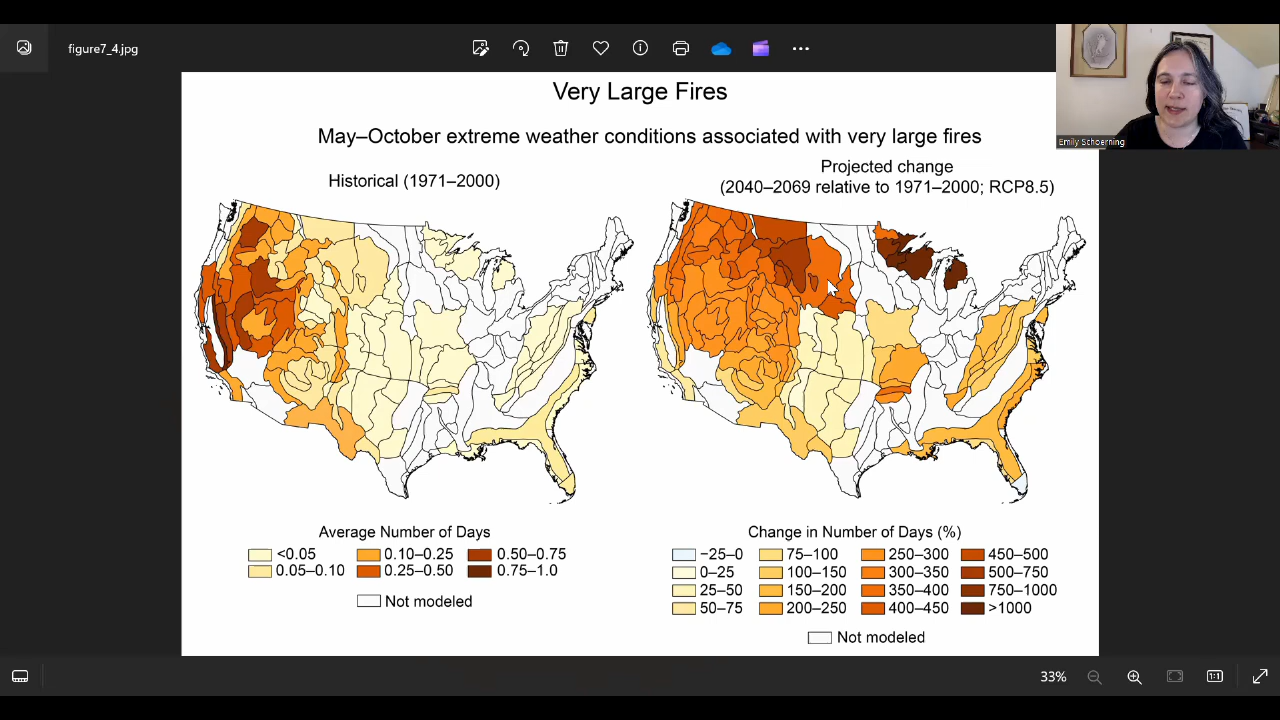 figure7_4.jpg
Emily Schoerning
Very Large Fires
May–October extreme weather conditions associated with very large fires
Historical (1971–2000)
Projected change
(2040–2069 relative to 1971–2000; RCP8.5)
Average Number of Days
<0.05
0.05–0.10
0.10–0.25
0.25–0.50
0.50–0.75
0.75–1.0
Not modeled
Change in Number of Days (%)
−25–0
0–25
25–50
50–75
75–100
100–150
150–200
200–250
250–300
300–350
350–400
400–450
450–500
500–750
750–1000
>1000
Not modeled
33%
1:1